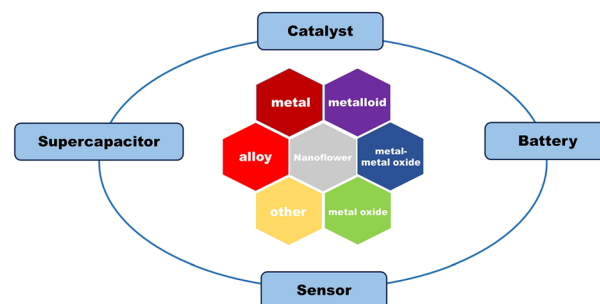 Catalyst
metal
metalloid
Supercapacitor
alloy
Nanoflower
metal-
metal oxide
Battery
other
metal oxide
Sensor